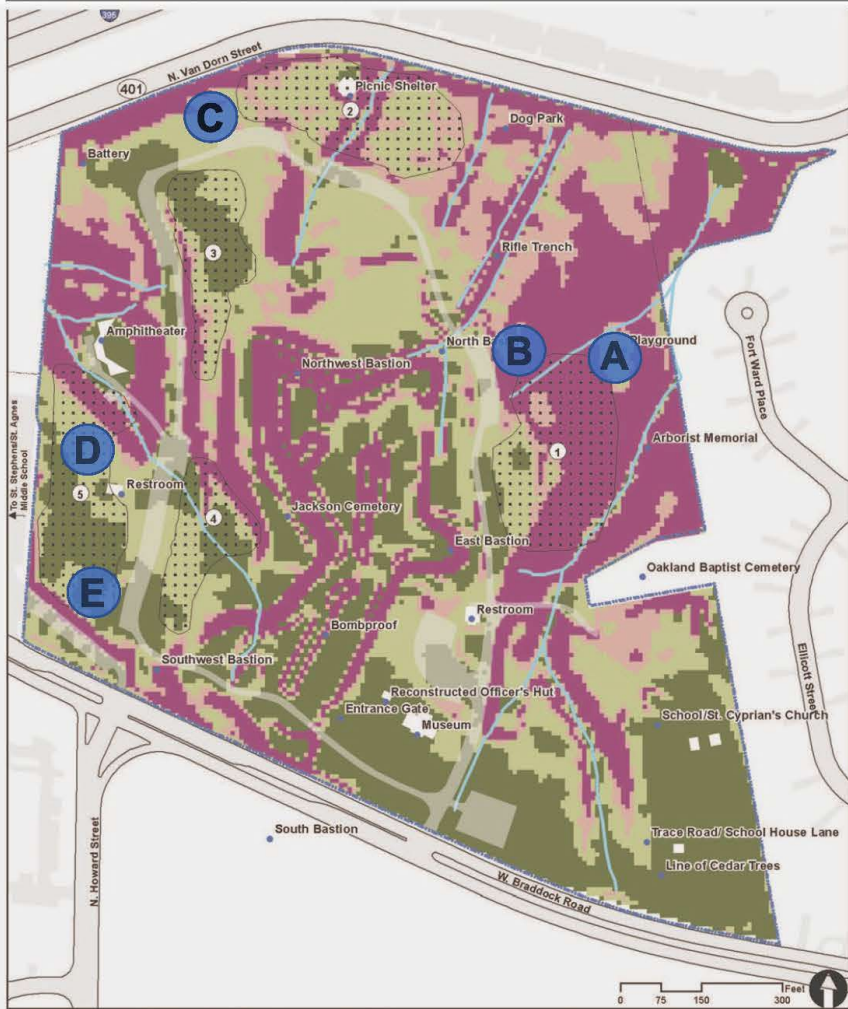 395
N. Van Dorn Street
401
C
Picnic Shelter
2
Dog Park
Battery
3
Rifle Trench
Amphitheater
North Ba
B
A
Playground
Northwest Bastion
Fort Ward Place
1
Arborist Memorial
D
To St. Stephens/St. Agnes
Middle School
5
Restroom
4
Jackson Cemetery
East Bastion
Oakland Baptist Cemetery
E
Restroom
Bombproof
Ellicott Street
Southwest Bastion
Reconstructed Officer's Hut
Entrance Gate
Museum
School/St. Cyprian's Church
South Bastion
Trace Road/ School House Lane
Line of Cedar Trees
N. Howard Street
W. Braddock Road
Feet
0 75 150 300